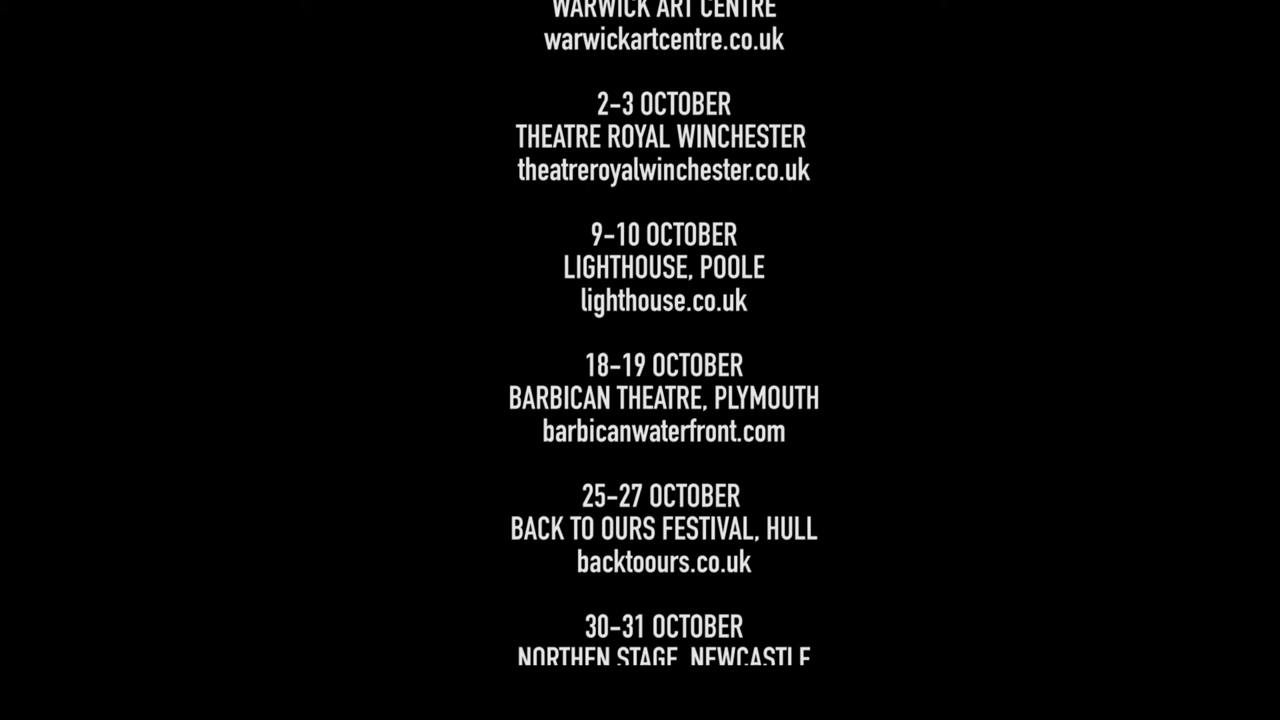 WARWICK ART CENTRE
warwickartcentre.co.uk
2-3 OCTOBER
THEATRE ROYAL WINCHESTER
theatreroyalwinchester.co.uk
9-10 OCTOBER
LIGHTHOUSE, POOLE
lighthouse.co.uk
18-19 OCTOBER
BARBICAN THEATRE, PLYMOUTH
barbicanwaterfront.com
25-27 OCTOBER
BACK TO OURS FESTIVAL, HULL
backtoours.co.uk
30-31 OCTOBER
NORTHEN STAGE, NEWCASTLE